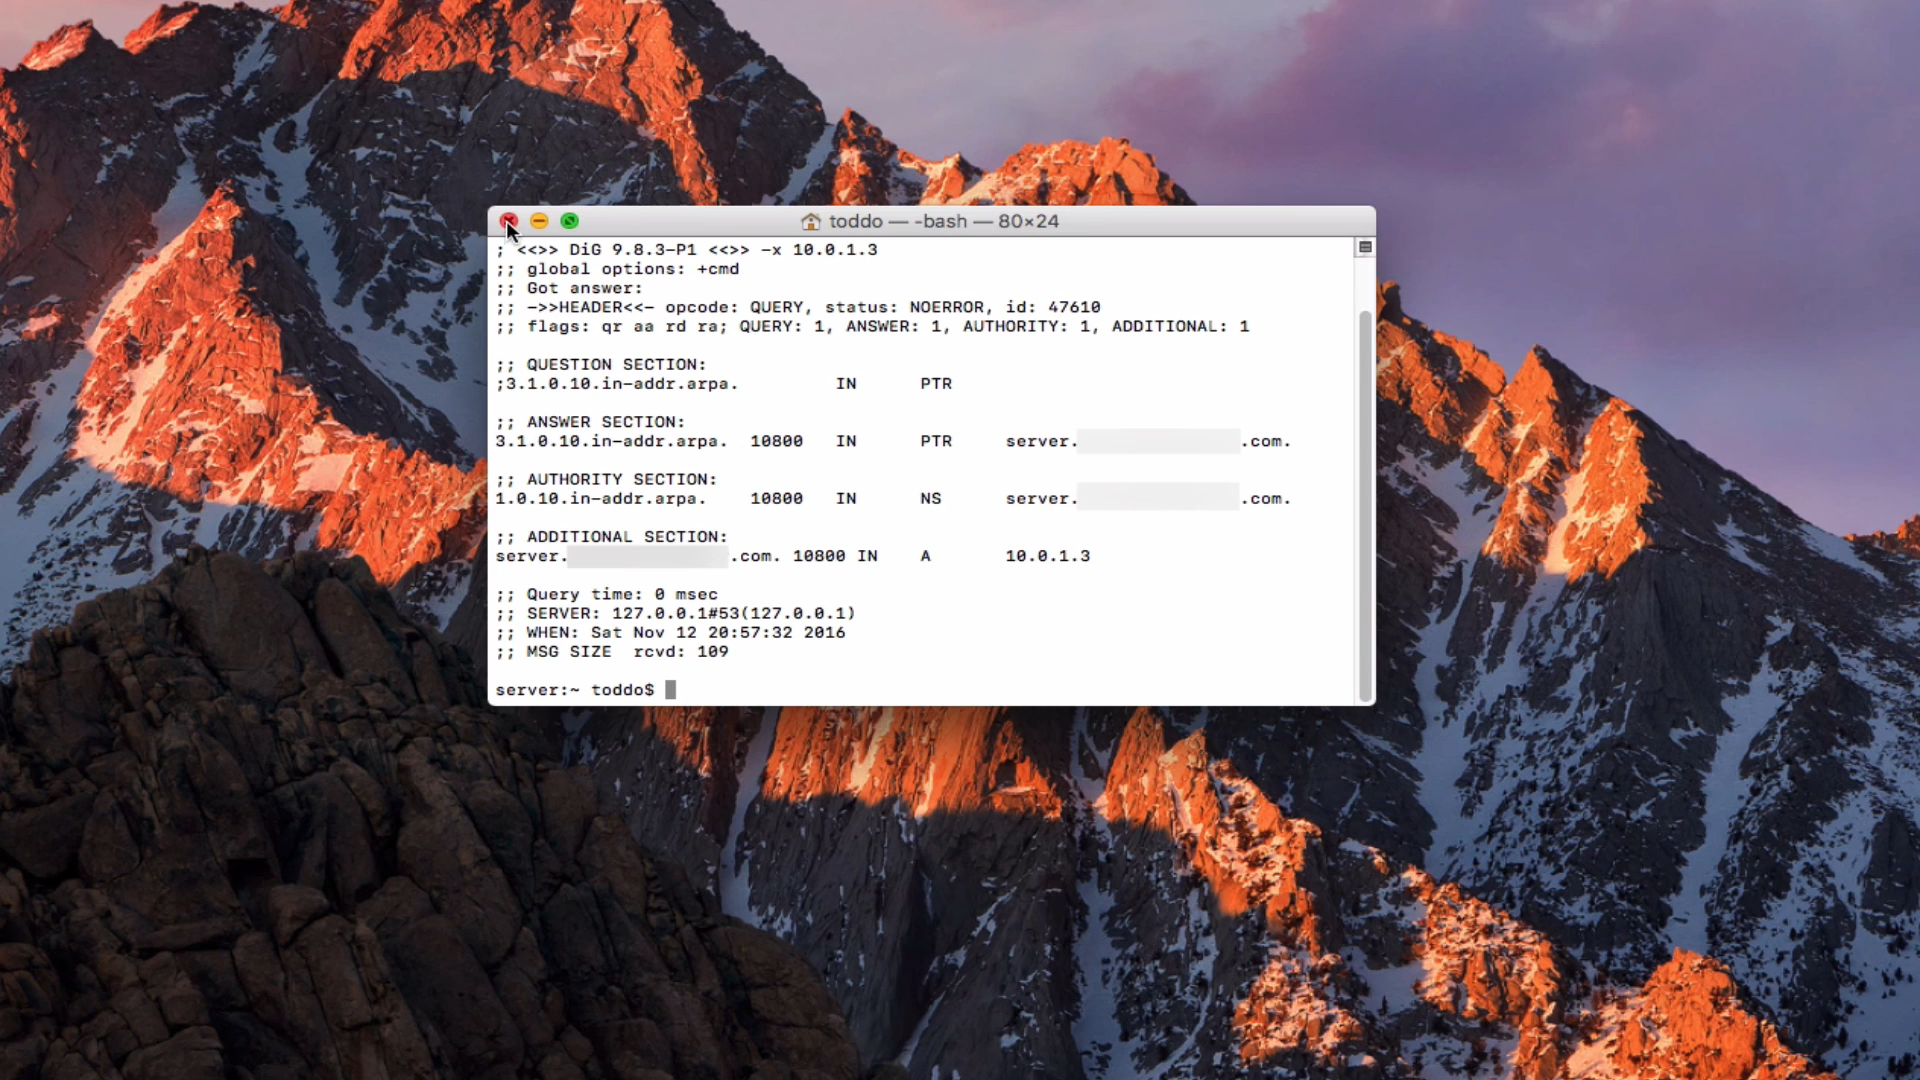 toddo — -bash — 80×24
; <<>> DiG 9.8.3-P1 <<>> -x 10.0.1.3
;; global options: +cmd
;; Got answer:
;; ->>HEADER<<- opcode: QUERY, status: NOERROR, id: 47610
;; flags: qr aa rd ra; QUERY: 1, ANSWER: 1, AUTHORITY: 1, ADDITIONAL: 1
;; QUESTION SECTION:
;3.1.0.10.in-addr.arpa. IN PTR
;; ANSWER SECTION:
3.1.0.10.in-addr.arpa. 10800 IN PTR server. .com.
;; AUTHORITY SECTION:
1.0.10.in-addr.arpa. 10800 IN NS server. .com.
;; ADDITIONAL SECTION:
server. .com. 10800 IN A 10.0.1.3
;; Query time: 0 msec
;; SERVER: 127.0.0.1#53(127.0.0.1)
;; WHEN: Sat Nov 12 20:57:32 2016
;; MSG SIZE rcvd: 109
server:~ toddo$